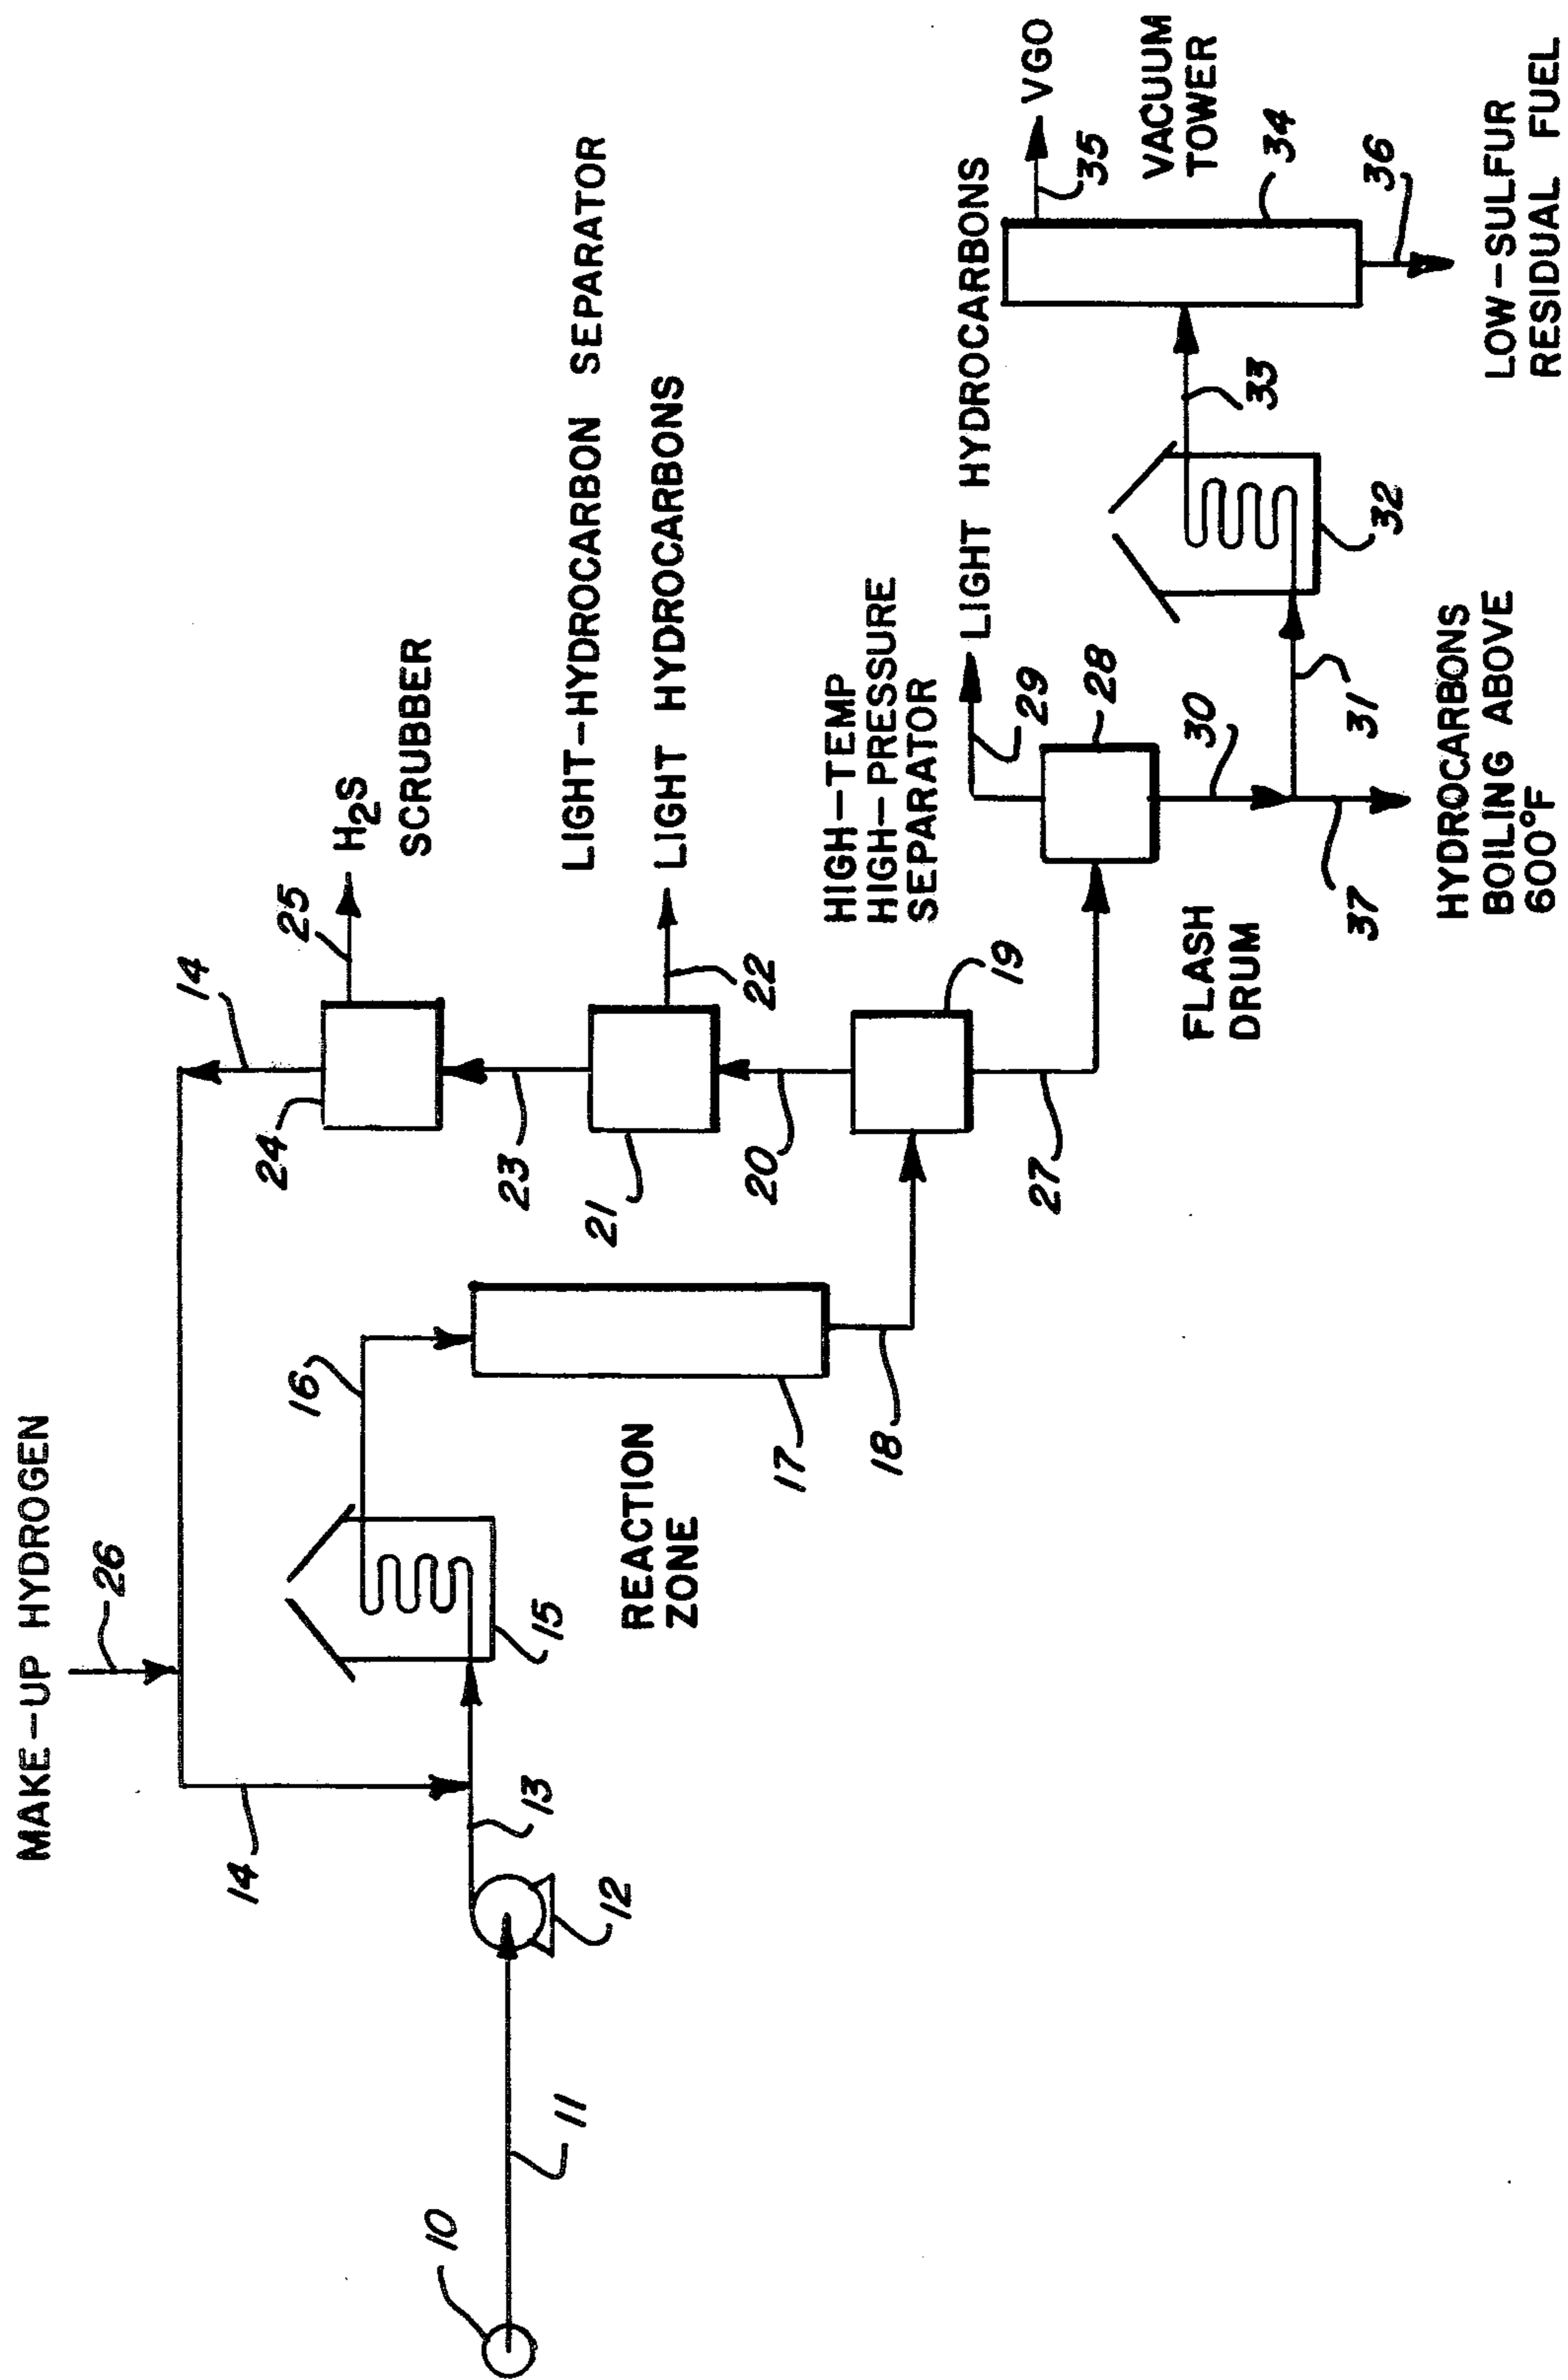 MAKE-UP HYDROGEN
26
14
14
25
H2S
SCRUBBER
24
23
LIGHT-HYDROCARBON SEPARATOR
LIGHT HYDROCARBONS
22
21
20
16
15
13
12
11
10
REACTION
ZONE
17
18
HIGH-TEMP
HIGH-PRESSURE
SEPARATOR
19
27
FLASH
DRUM
LIGHT HYDROCARBONS
29
28
30
31
37
HYDROCARBONS
BOILING ABOVE
600°F
32
33
VGO
35
VACUUM
TOWER
34
36
LOW-SULFUR
RESIDUAL FUEL